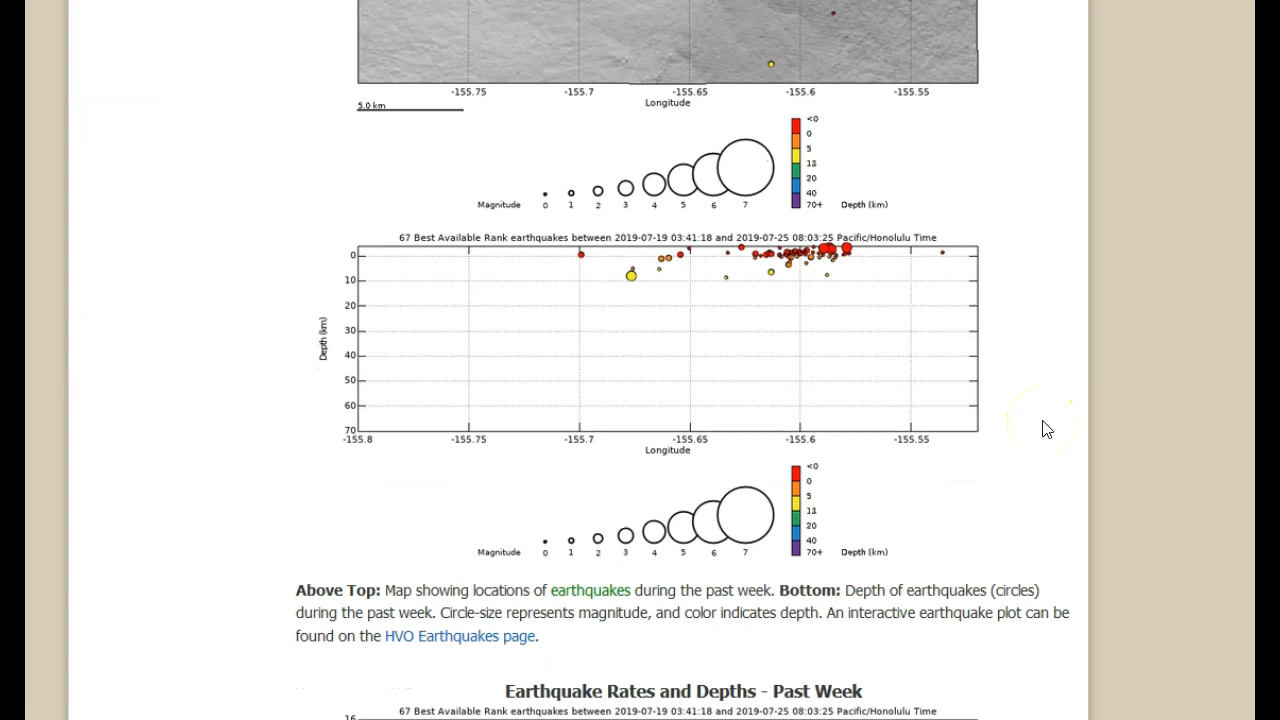 -155.75 -155.7 -155.65 -155.6 -155.55
5.0 km
Longitude
<0
0
5
13
20
40
Magnitude 0 1 2 3 4 5 6 7 70+ Depth (km)
67 Best Available Rank earthquakes between 2019-07-19 03:41:18 and 2019-07-25 08:03:25 Pacific/Honolulu Time
0
10
20
30
40
50
60
70
Depth (km)
-155.8 -155.75 -155.7 -155.65 -155.6 -155.55
Longitude
<0
0
5
13
20
40
Magnitude 0 1 2 3 4 5 6 7 70+ Depth (km)
Above Top: Map showing locations of earthquakes during the past week. Bottom: Depth of earthquakes (circles)
during the past week. Circle-size represents magnitude, and color indicates depth. An interactive earthquake plot can be
found on the HVO Earthquakes page.
Earthquake Rates and Depths - Past Week
67 Best Available Rank earthquakes between 2019-07-19 03:41:18 and 2019-07-25 08:03:25 Pacific/Honolulu Time
16